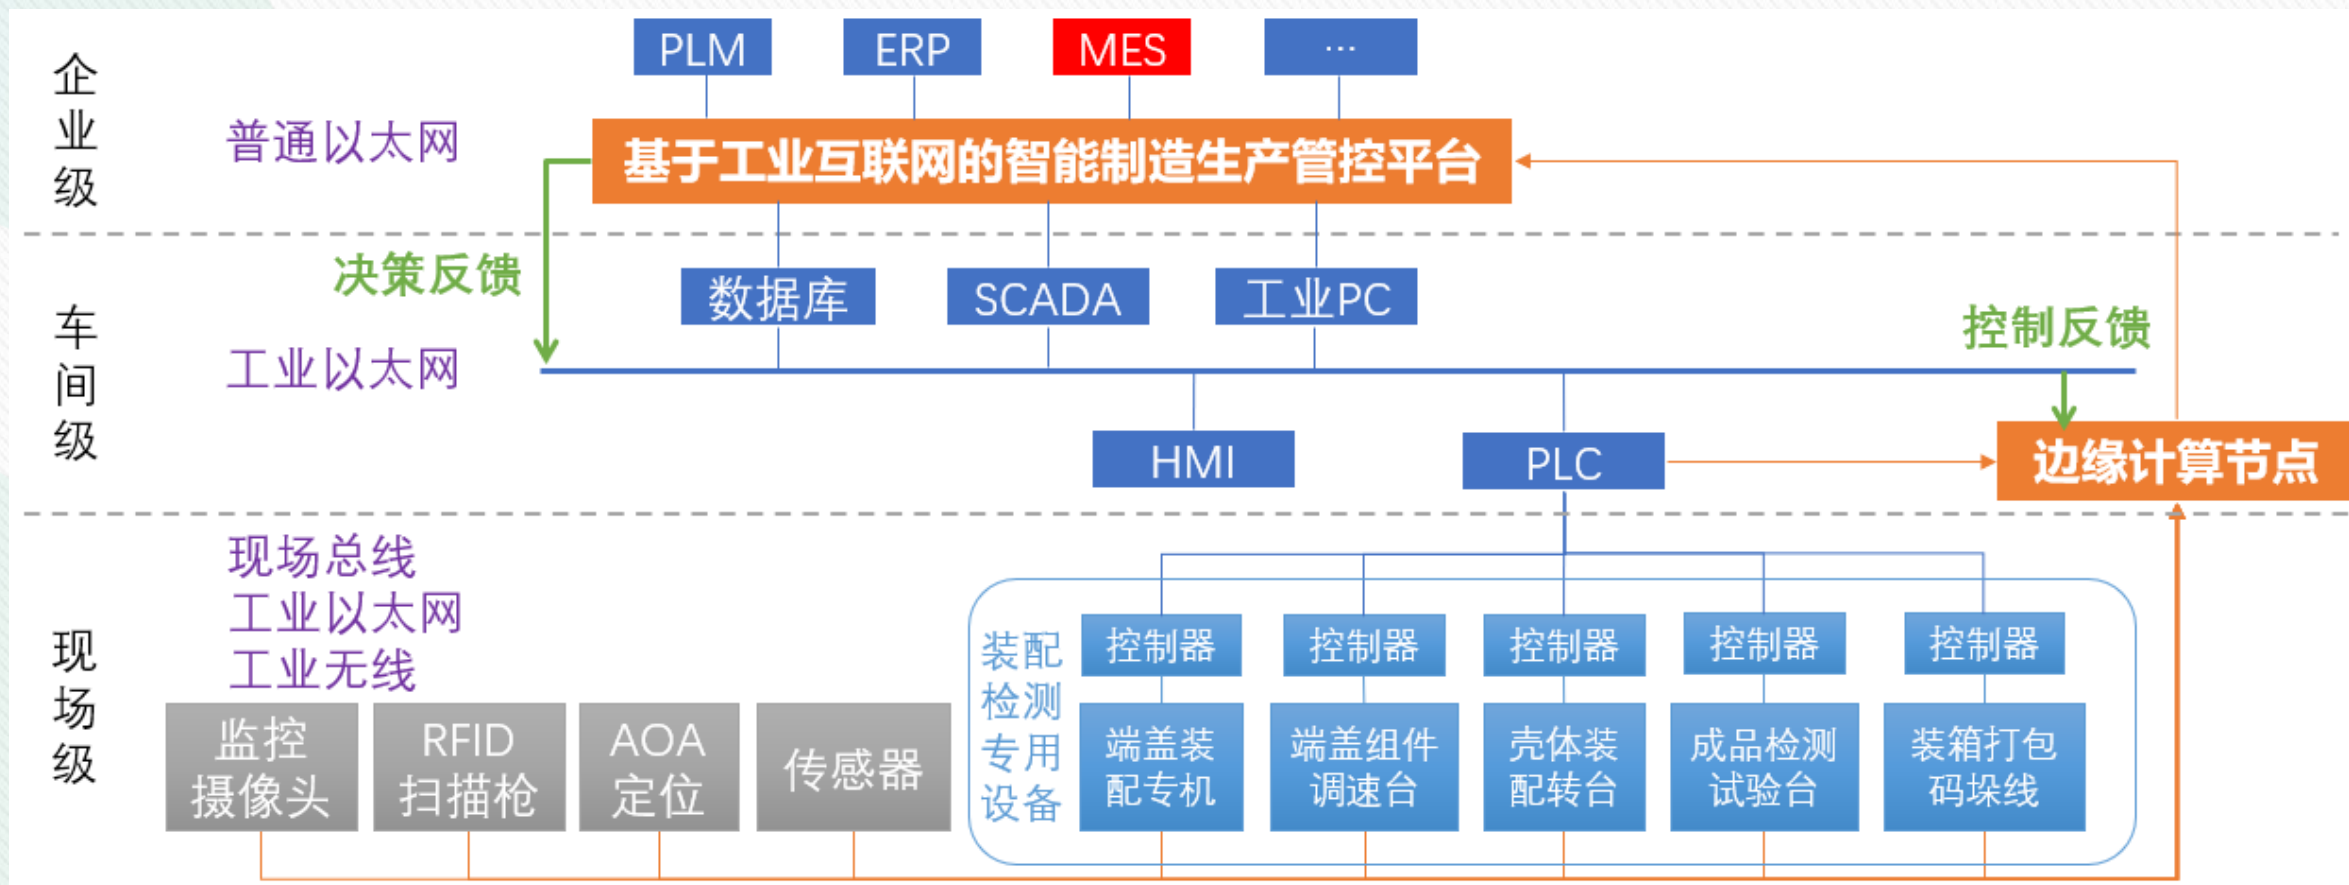 企业级
PLM
ERP
MES
...
普通以太网
基于工业互联网的智能制造生产管控平台
车间级
决策反馈
数据库
SCADA
工业PC
控制反馈
工业以太网
HMI
PLC
边缘计算节点
现场级
现场总线
工业以太网
工业无线
监控
摄像头
RFID
扫描枪
AOA
定位
传感器
装配
检测
专用
设备
控制器
控制器
控制器
控制器
控制器
端盖装
配专机
端盖组件
调速台
壳体装
配转台
成品检测
试验台
装箱打包
码垛线